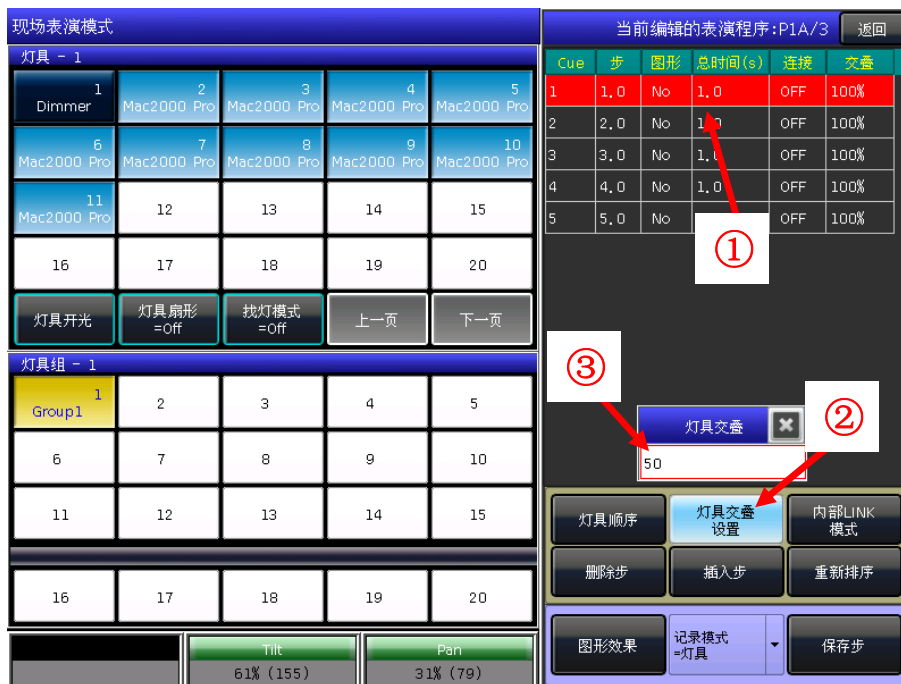 现场表演模式
灯具 - 1
1
Dimmer
2
Mac2000 Pro
3
Mac2000 Pro
4
Mac2000 Pro
5
Mac2000 Pro
6
Mac2000 Pro
7
Mac2000 Pro
8
Mac2000 Pro
9
Mac2000 Pro
10
Mac2000 Pro
11
Mac2000 Pro
12
13
14
15
16
17
18
19
20
灯具开光
灯具扇形
=Off
找灯模式
=Off
上一页
下一页
灯具组 - 1
1
Group1
2
3
4
5
6
7
8
9
10
11
12
13
14
15
16
17
18
19
20
Tilt
61% (155)
Pan
31% (79)
当前编辑的表演程序:P1A/3
返回
Cue 步 图形 总时间(s) 连接 交叠
1 1.0 No 1.0 OFF 100%
2 2.0 No OFF 100%
3 3.0 No OFF 100%
4 4.0 No 1.0 OFF 100%
5 5.0 No OFF 100%
①
③
②
灯具交叠
50
灯具顺序
灯具交叠
设置
内部LINK
模式
删除步
插入步
重新排序
图形效果
记录模式
=灯具
保存步